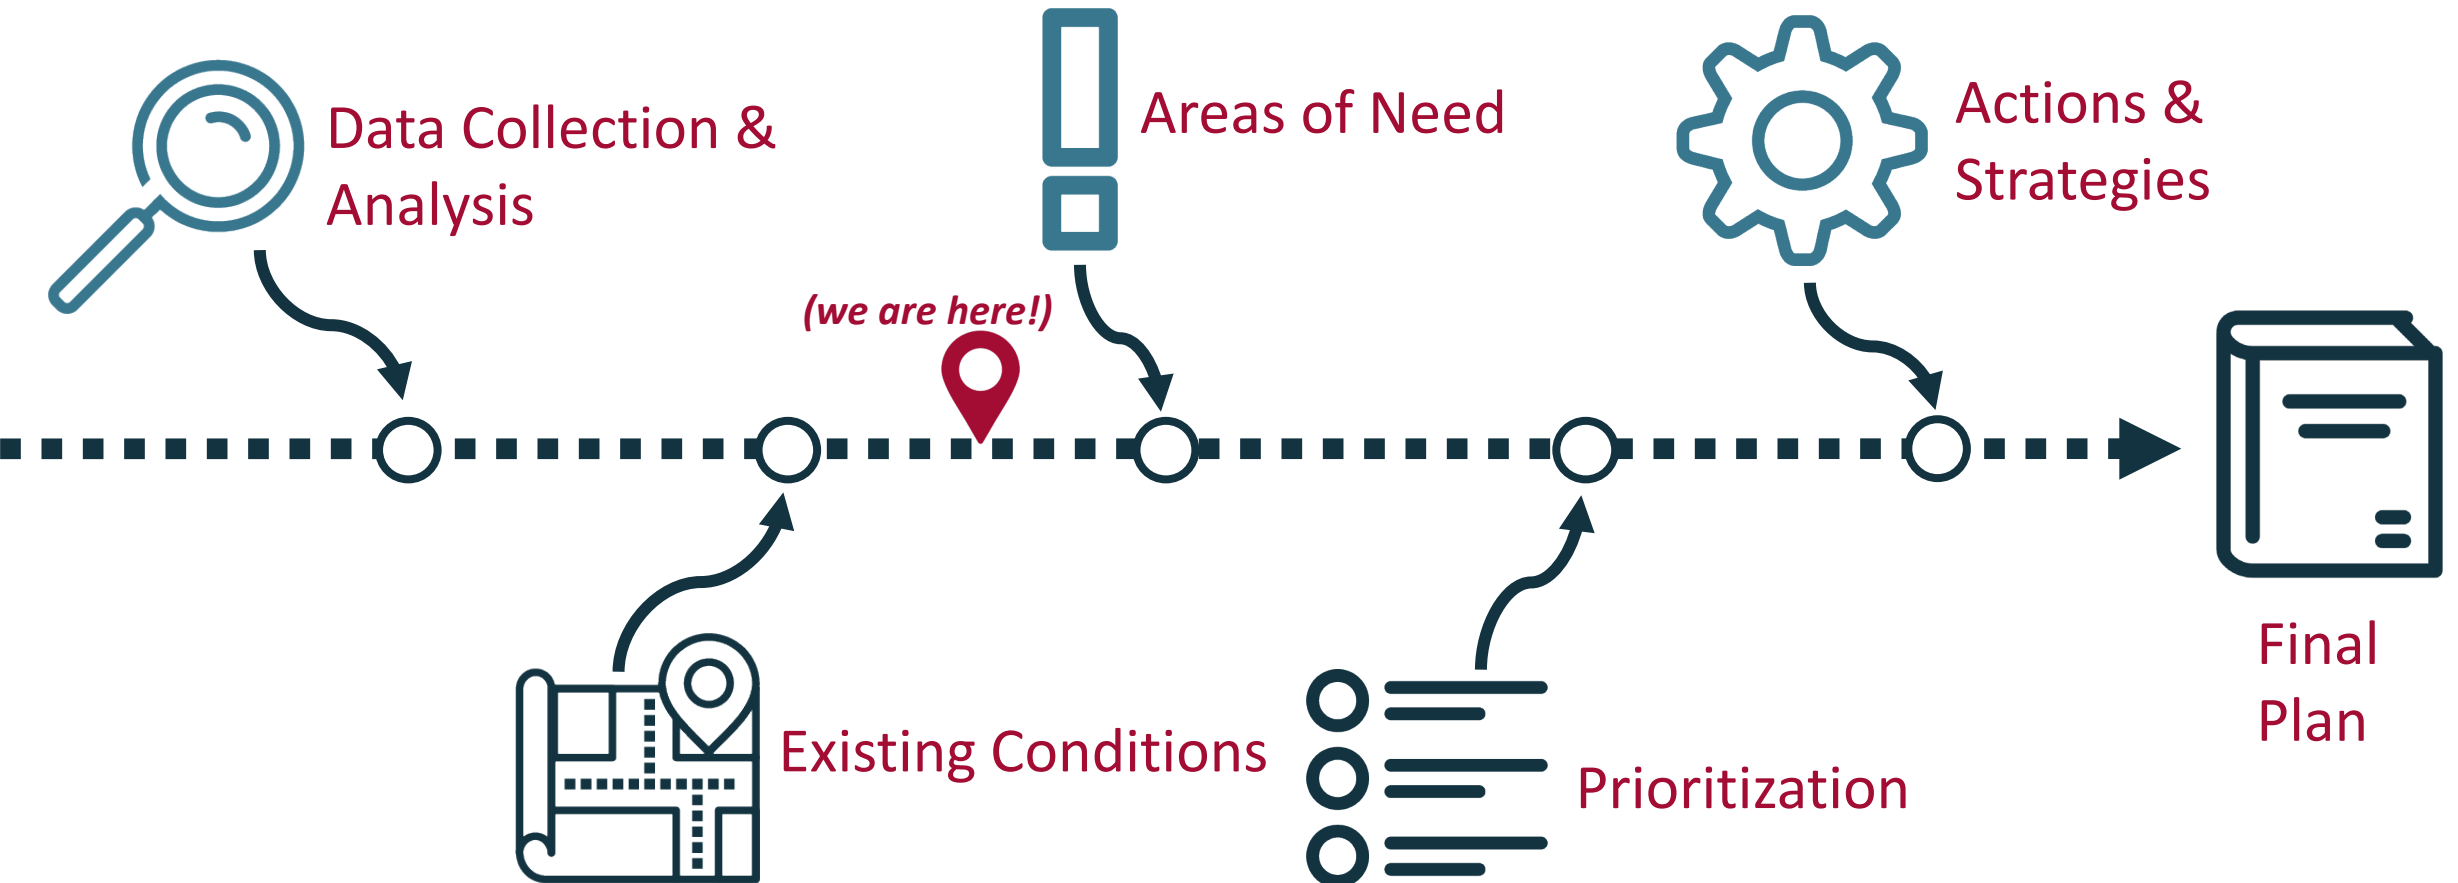 Data Collection &
Analysis
Existing Conditions
(we are here!)
Areas of Need
Prioritization
Actions &
Strategies
Final
Plan